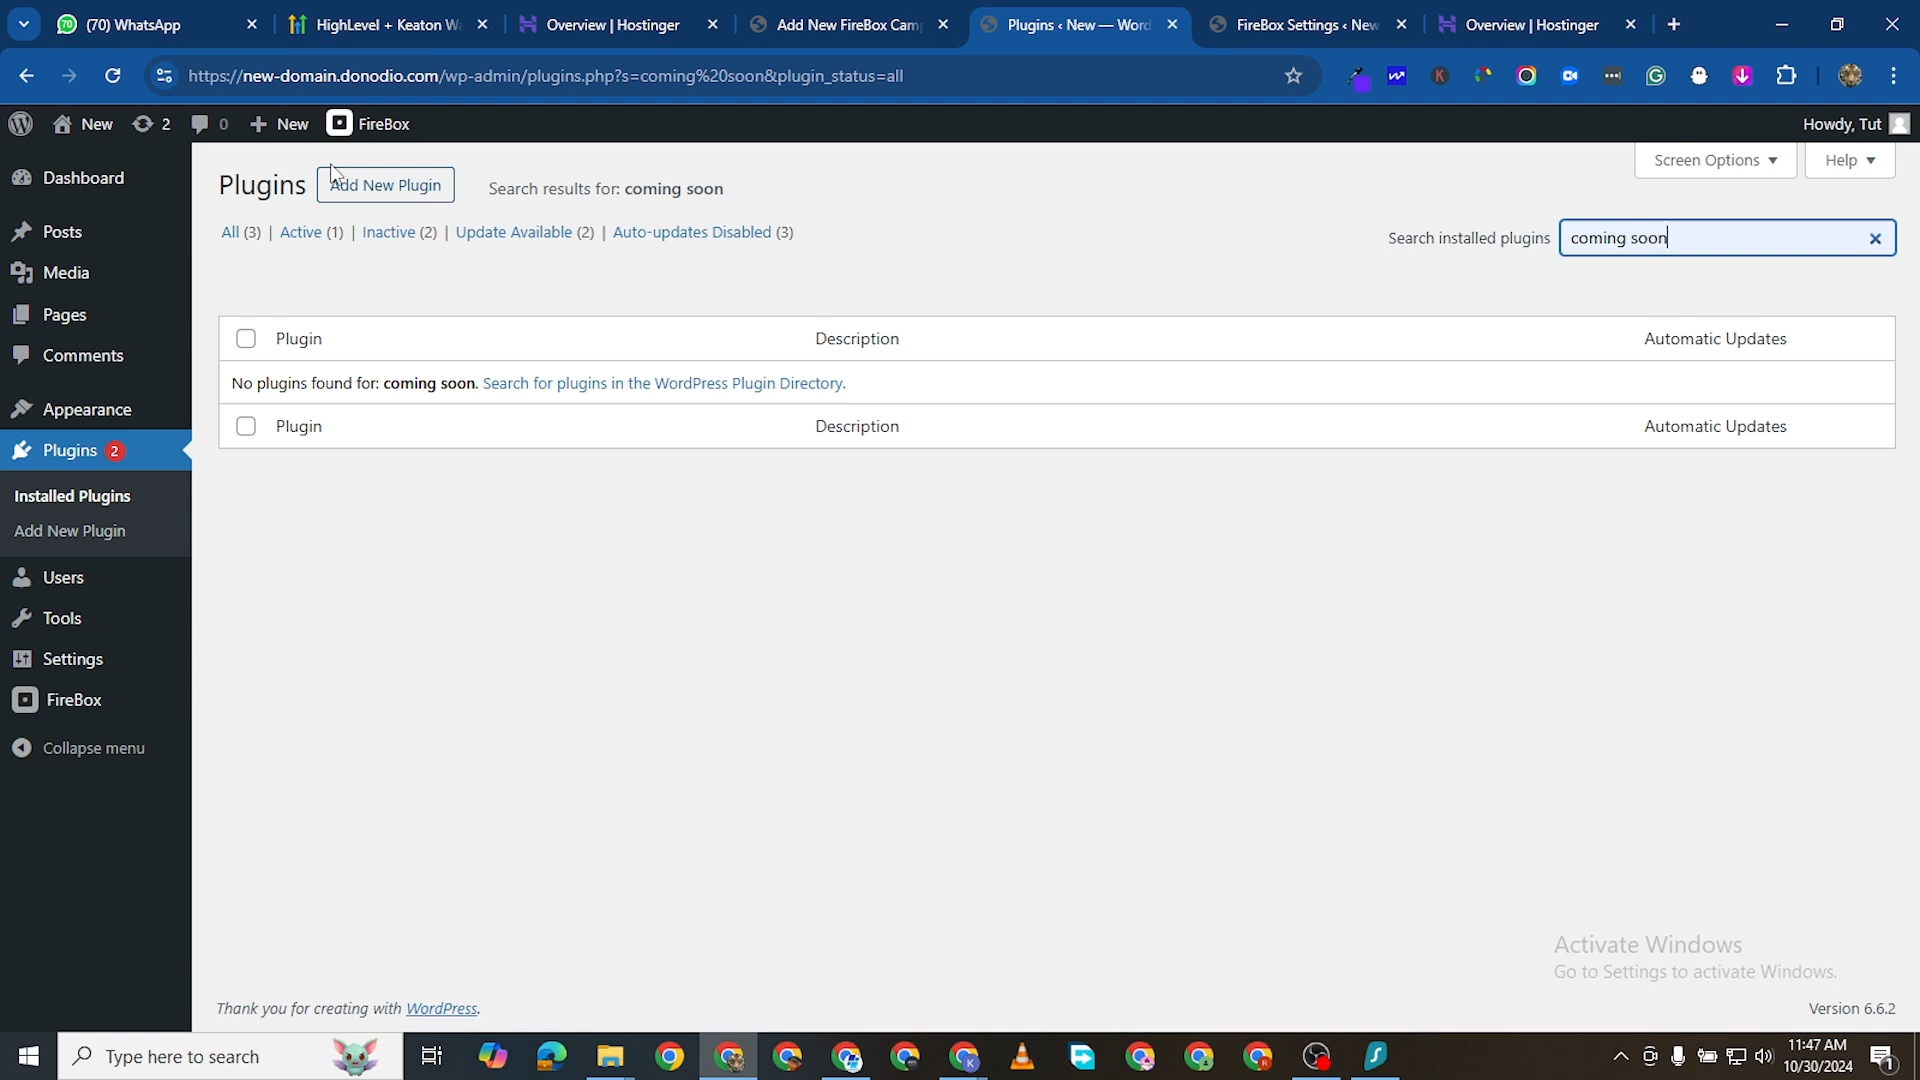 (70) WhatsApp
HighLevel + Keaton W
Overview | Hostinger
Add New FireBox Cam
Plugins ‹ New — Word
FireBox Settings ‹ New
Overview | Hostinger
https://new-domain.donodio.com/wp-admin/plugins.php?s=coming%20soon&plugin_status=all
New
2
0
New
FireBox
Howdy, Tut
Screen Options
Help
Dashboard
Posts
Media
Pages
Comments
Appearance
Plugins 2
Installed Plugins
Add New Plugin
Users
Tools
Settings
FireBox
Collapse menu
Plugins
Add New Plugin
Search results for: coming soon
All (3) | Active (1) | Inactive (2) | Update Available (2) | Auto-updates Disabled (3)
Search installed plugins
coming soon
Plugin
Description
Automatic Updates
No plugins found for: coming soon. Search for plugins in the WordPress Plugin Directory.
Plugin
Description
Automatic Updates
Activate Windows
Go to Settings to activate Windows.
Thank you for creating with WordPress.
Version 6.6.2
Type here to search
11:47 AM
10/30/2024
1